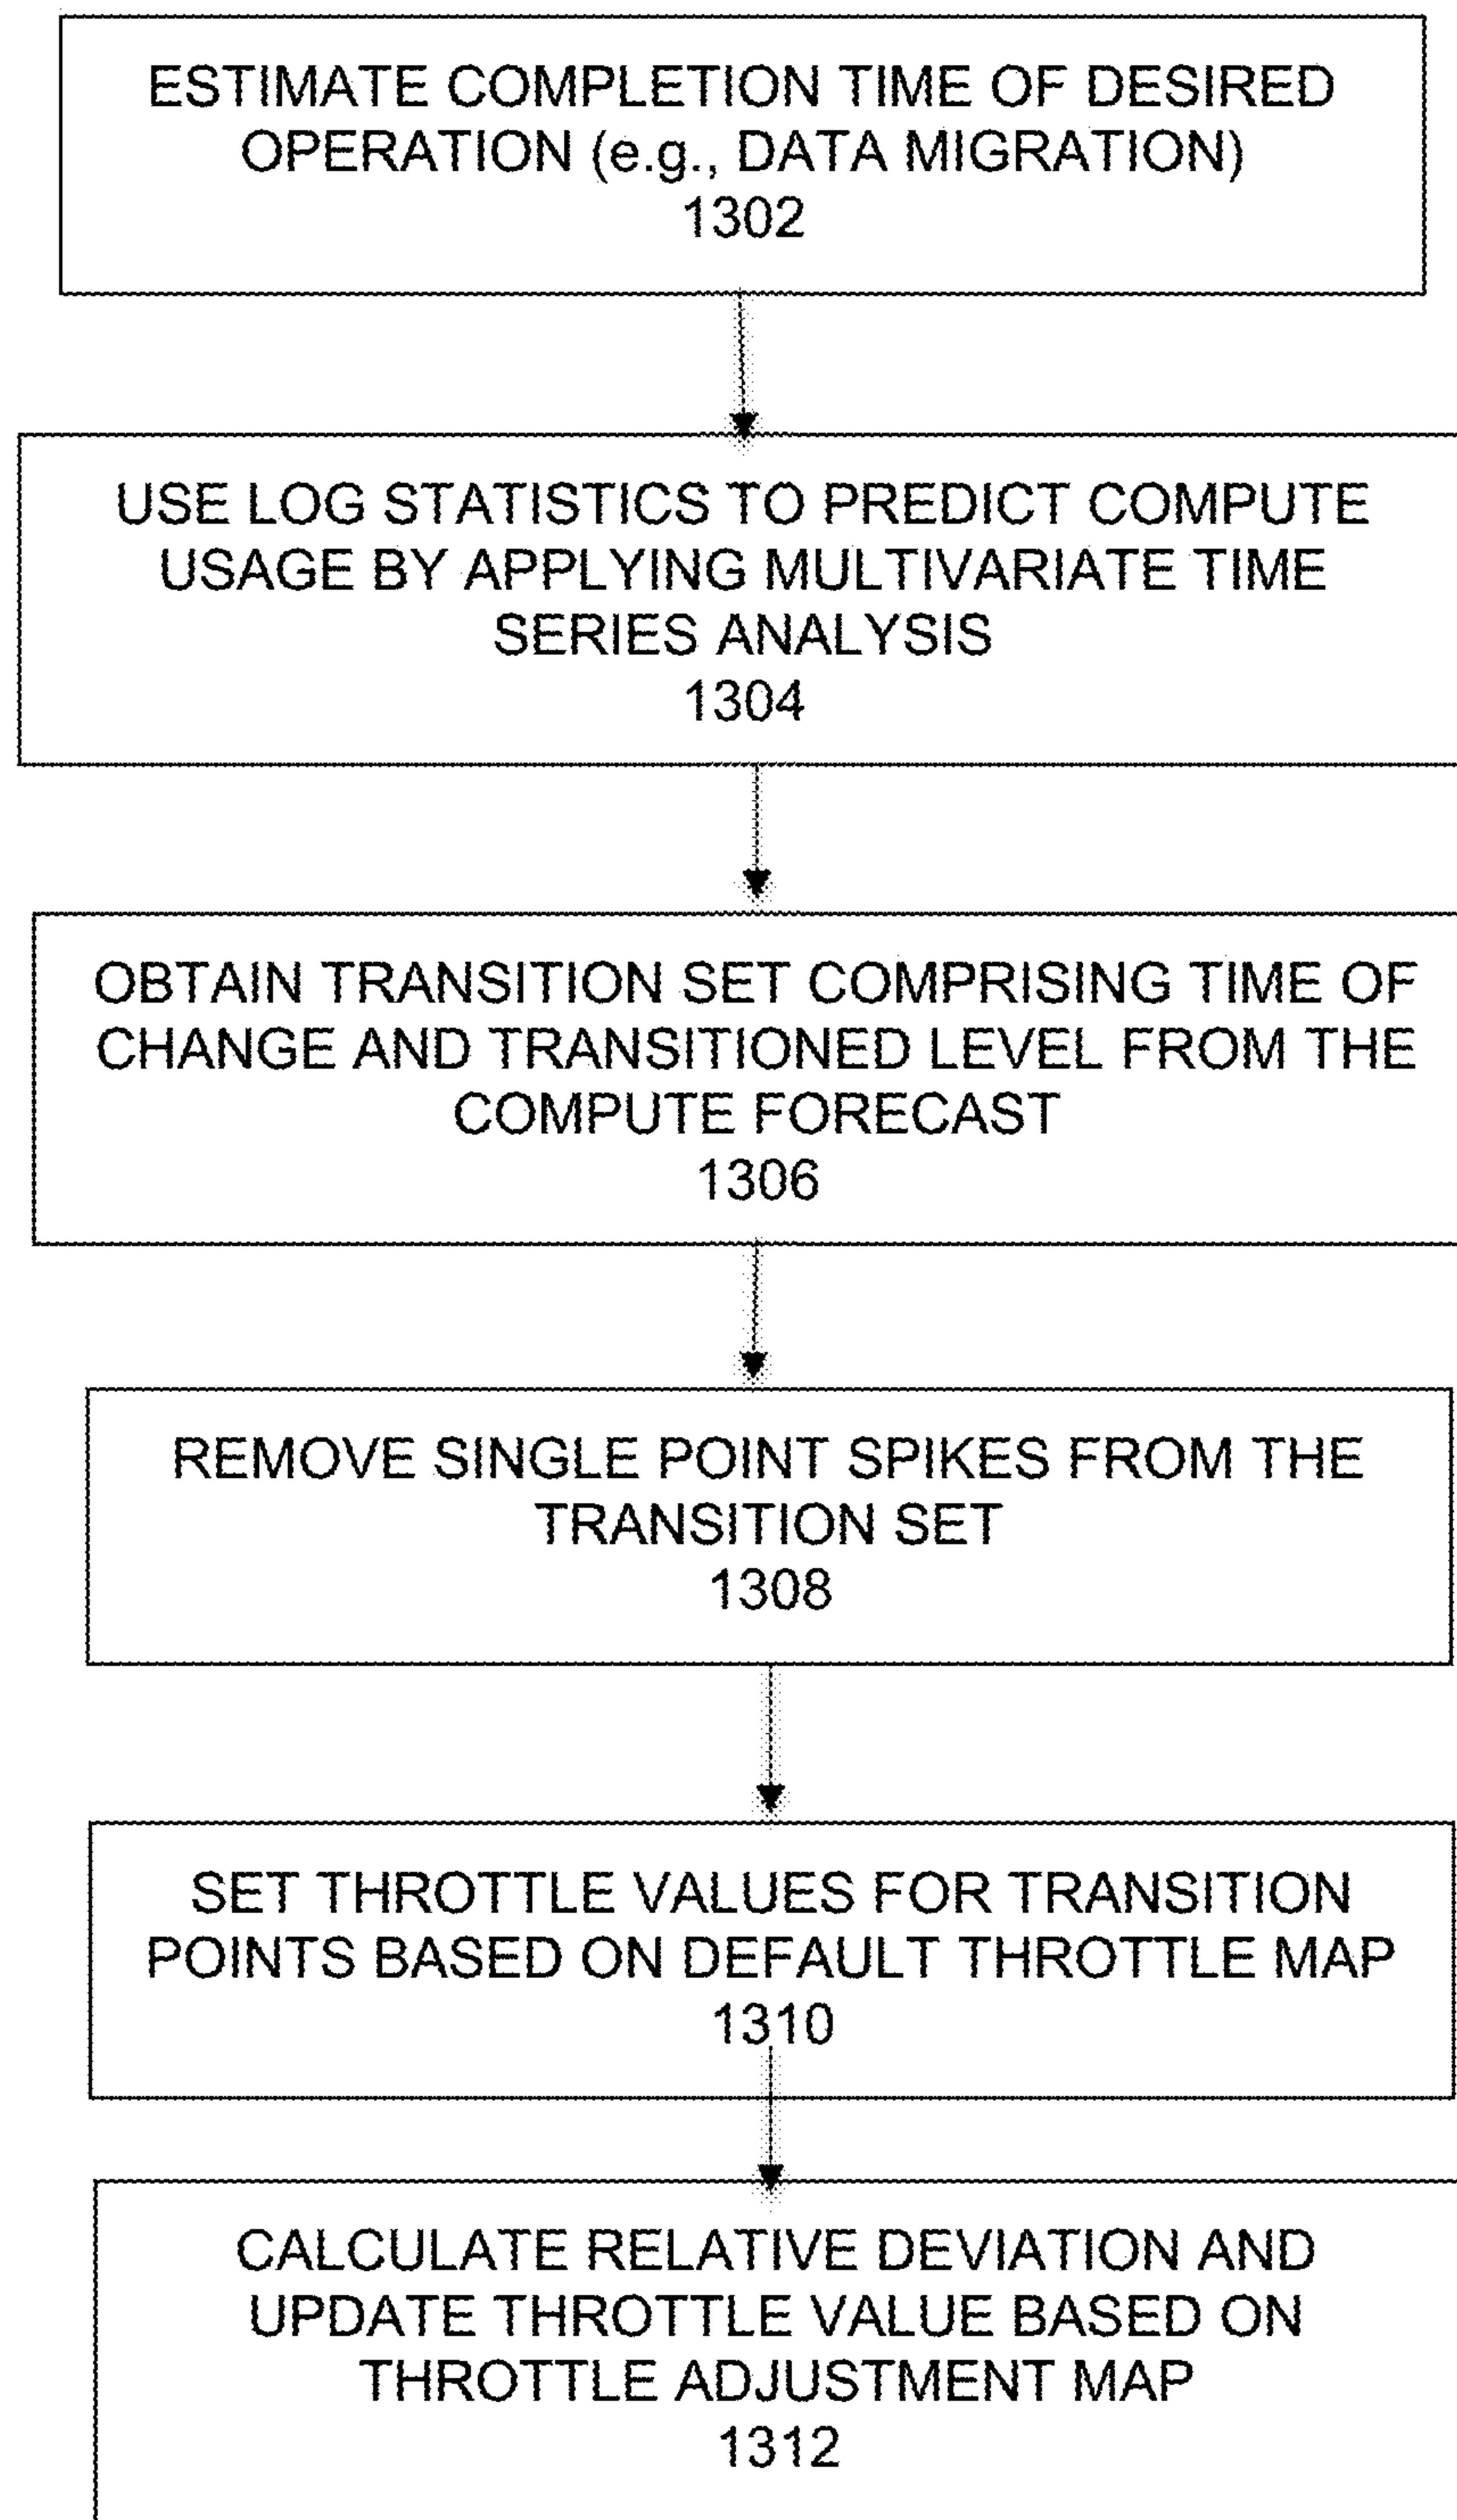 ESTIMATE COMPLETION TIME OF DESIRED
OPERATION (e.g., DATA MIGRATION)
1302
USE LOG STATISTICS TO PREDICT COMPUTE
USAGE BY APPLYING MULTIVARIATE TIME
SERIES ANALYSIS
1304
OBTAIN TRANSITION SET COMPRISING TIME OF
CHANGE AND TRANSITIONED LEVEL FROM THE
COMPUTE FORECAST
1306
REMOVE SINGLE POINT SPIKES FROM THE
TRANSITION SET
1308
SET THROTTLE VALUES FOR TRANSITION
POINTS BASED ON DEFAULT THROTTLE MAP
1310
CALCULATE RELATIVE DEVIATION AND
UPDATE THROTTLE VALUE BASED ON
THROTTLE ADJUSTMENT MAP
1312